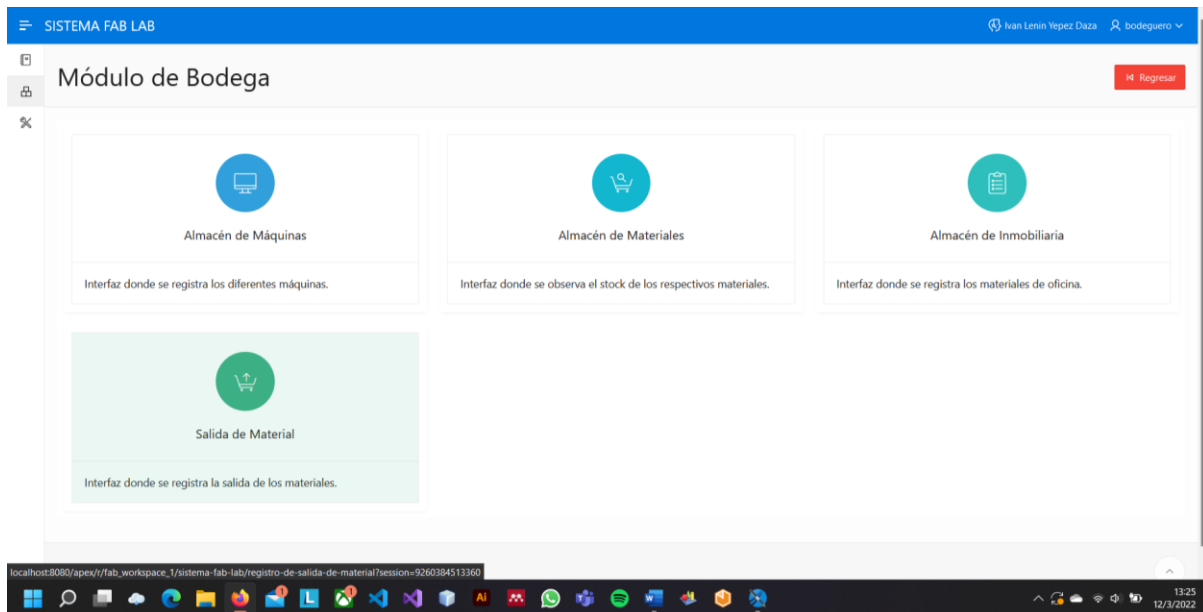 SISTEMA FAB LAB
Ivan Lenin Yepez Daza
bodeguero
Módulo de Bodega
Regresar
Almacén de Máquinas
Interfaz donde se registra los diferentes máquinas.
Almacén de Materiales
Interfaz donde se observa el stock de los respectivos materiales.
Almacén de Inmobiliaria
Interfaz donde se registra los materiales de oficina.
Salida de Material
Interfaz donde se registra la salida de los materiales.
localhost:8080/apex/r/fab_workspace_1/sistema-fab-lab/registro-de-salida-de-material?session=9260384513360
L
Ai
13:23
12/3/2022